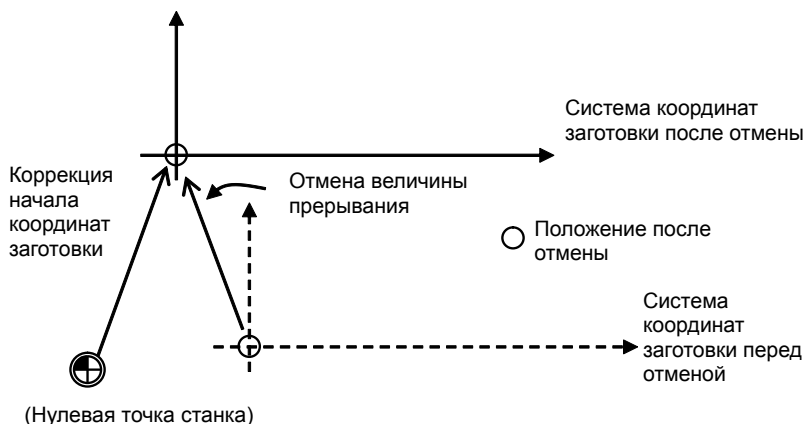 Система координат
заготовки после отмены
Коррекция
начала
координат
заготовки
Отмена величины
прерывания
Положение после
отмены
Система
координат
заготовки перед
отменой
(Нулевая точка станка)